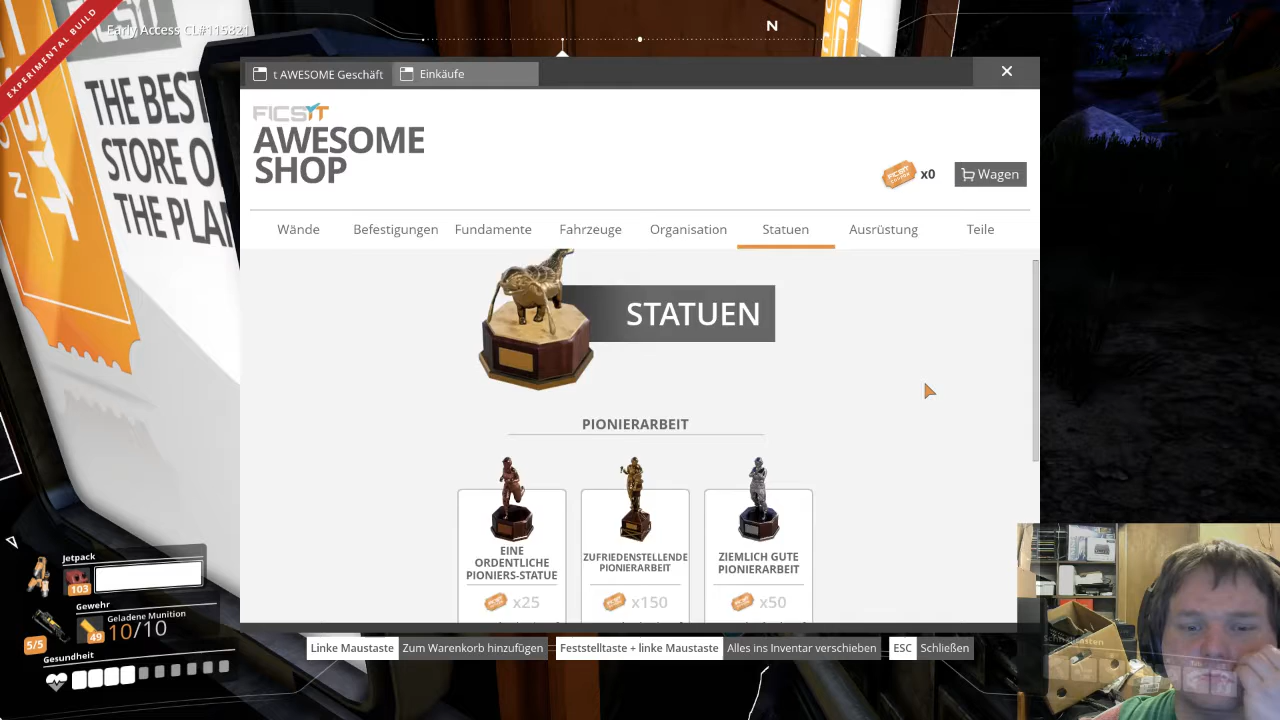 EXPERIMENTAL BUILD
Early Access CL#115821
N
THE BEST
STORE O
THE PLA
t AWESOME Geschäft
Einkäufe
FICSIT
AWESOME
SHOP
x0
Wagen
Wände
Befestigungen
Fundamente
Fahrzeuge
Organisation
Statuen
Ausrüstung
Teile
STATUEN
PIONIERARBEIT
EINE
ORDENTLICHE
PIONIERS-STATUE
x25
ZUFRIEDENSTELLENDE
PIONIERARBEIT
x150
ZIEMLICH GUTE
PIONIERARBEIT
x50
Jetpack
103
Gewehr
Geladene Munition
49
10/10
5/5
Gesundheit
Linke Maustaste
Zum Warenkorb hinzufügen
Feststelltaste + linke Maustaste
Alles ins Inventar verschieben
ESC
Schließen